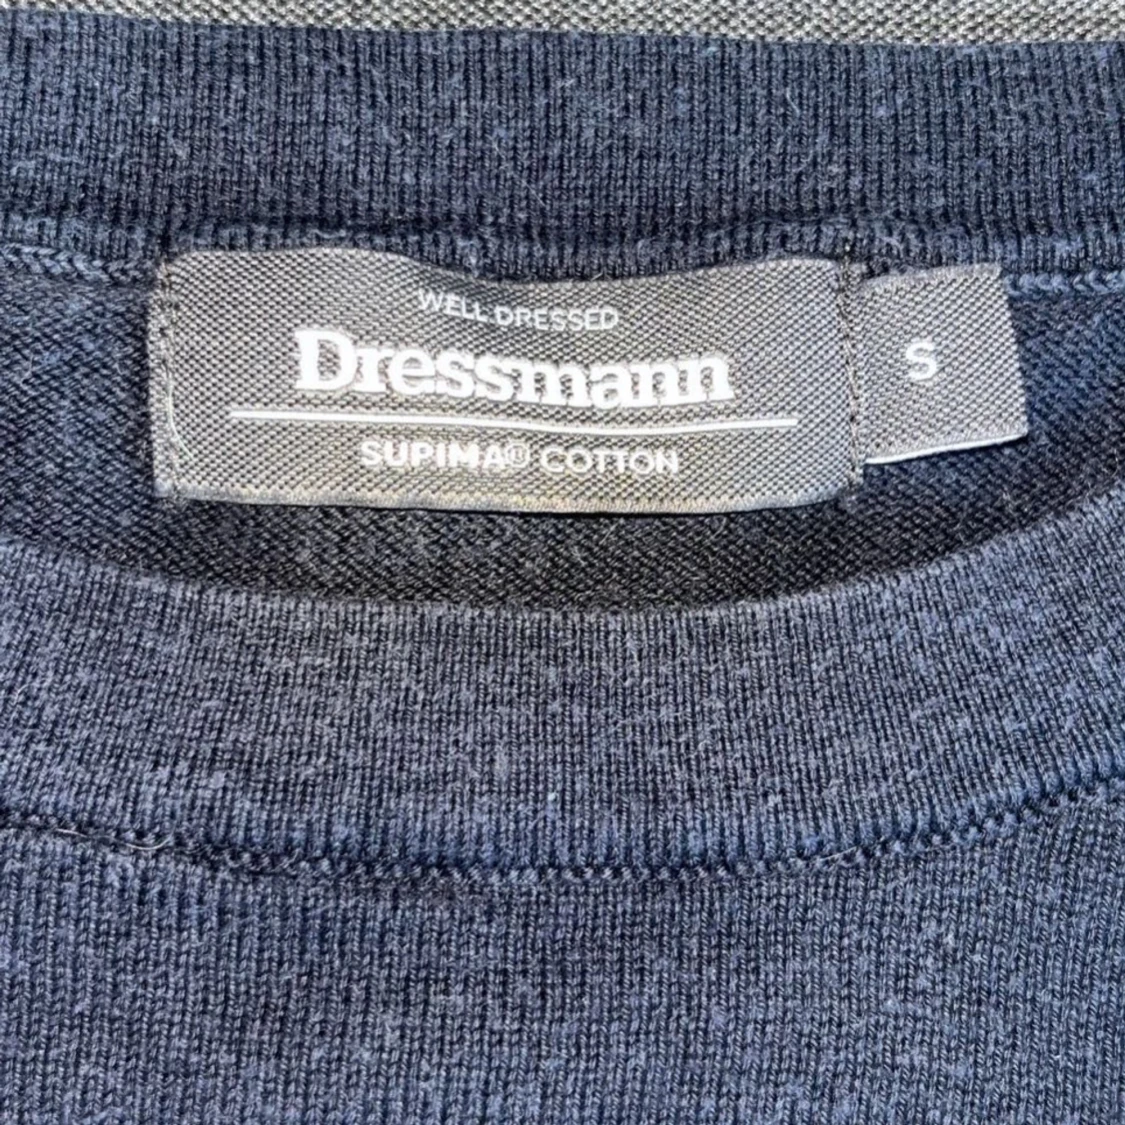 WELL DRESSED
Dressmann
SUPIMA® COTTON
S